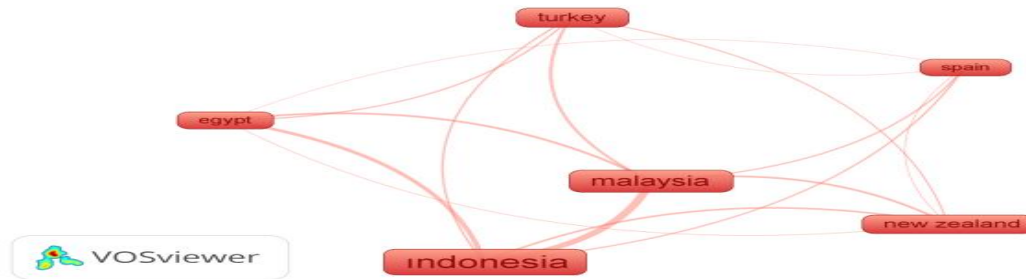 turkey
spain
egypt
malaysia
new zealand
indonesia
VOSviewer